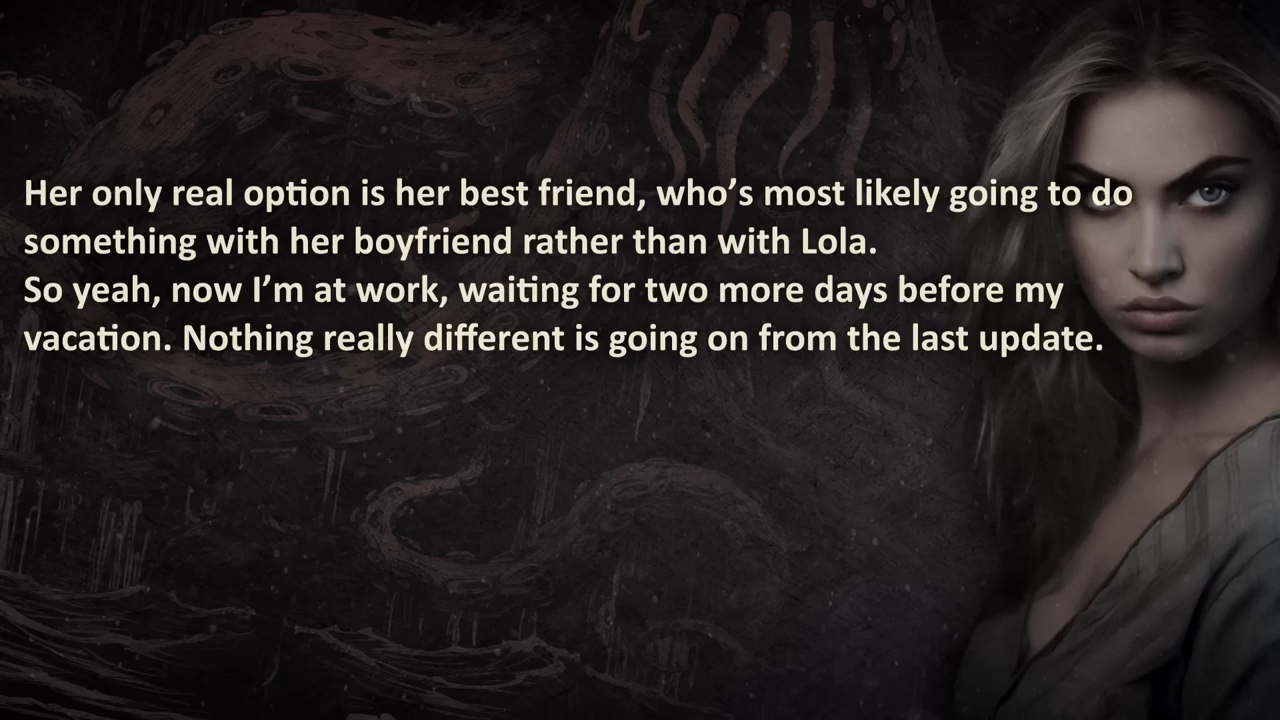 Her only real option is her best friend, who’s most likely going to do
something with her boyfriend rather than with Lola.
So yeah, now I’m at work, waiting for two more days before my
vacation. Nothing really different is going on from the last update.